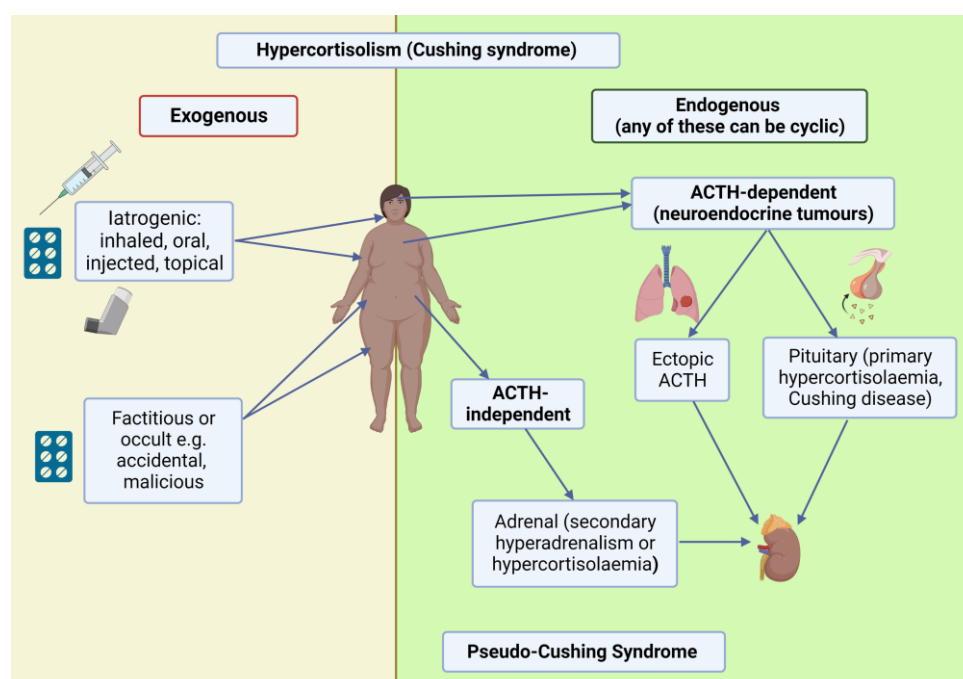 Hypercortisolism (Cushing syndrome)
Exogenous
Endogenous
(any of these can be cyclic)
Iatrogenic:
inhaled, oral,
injected, topical
ACTH-dependent
(neuroendocrine tumours)
Ectopic
ACTH
Pituitary (primary
hypercortisolaemia,
Cushing disease)
ACTH-
independent
Factitious or
occult e.g.
accidental,
malicious
Adrenal (secondary
hyperadrenalism or
hypercortisolaemia)
Pseudo-Cushing Syndrome